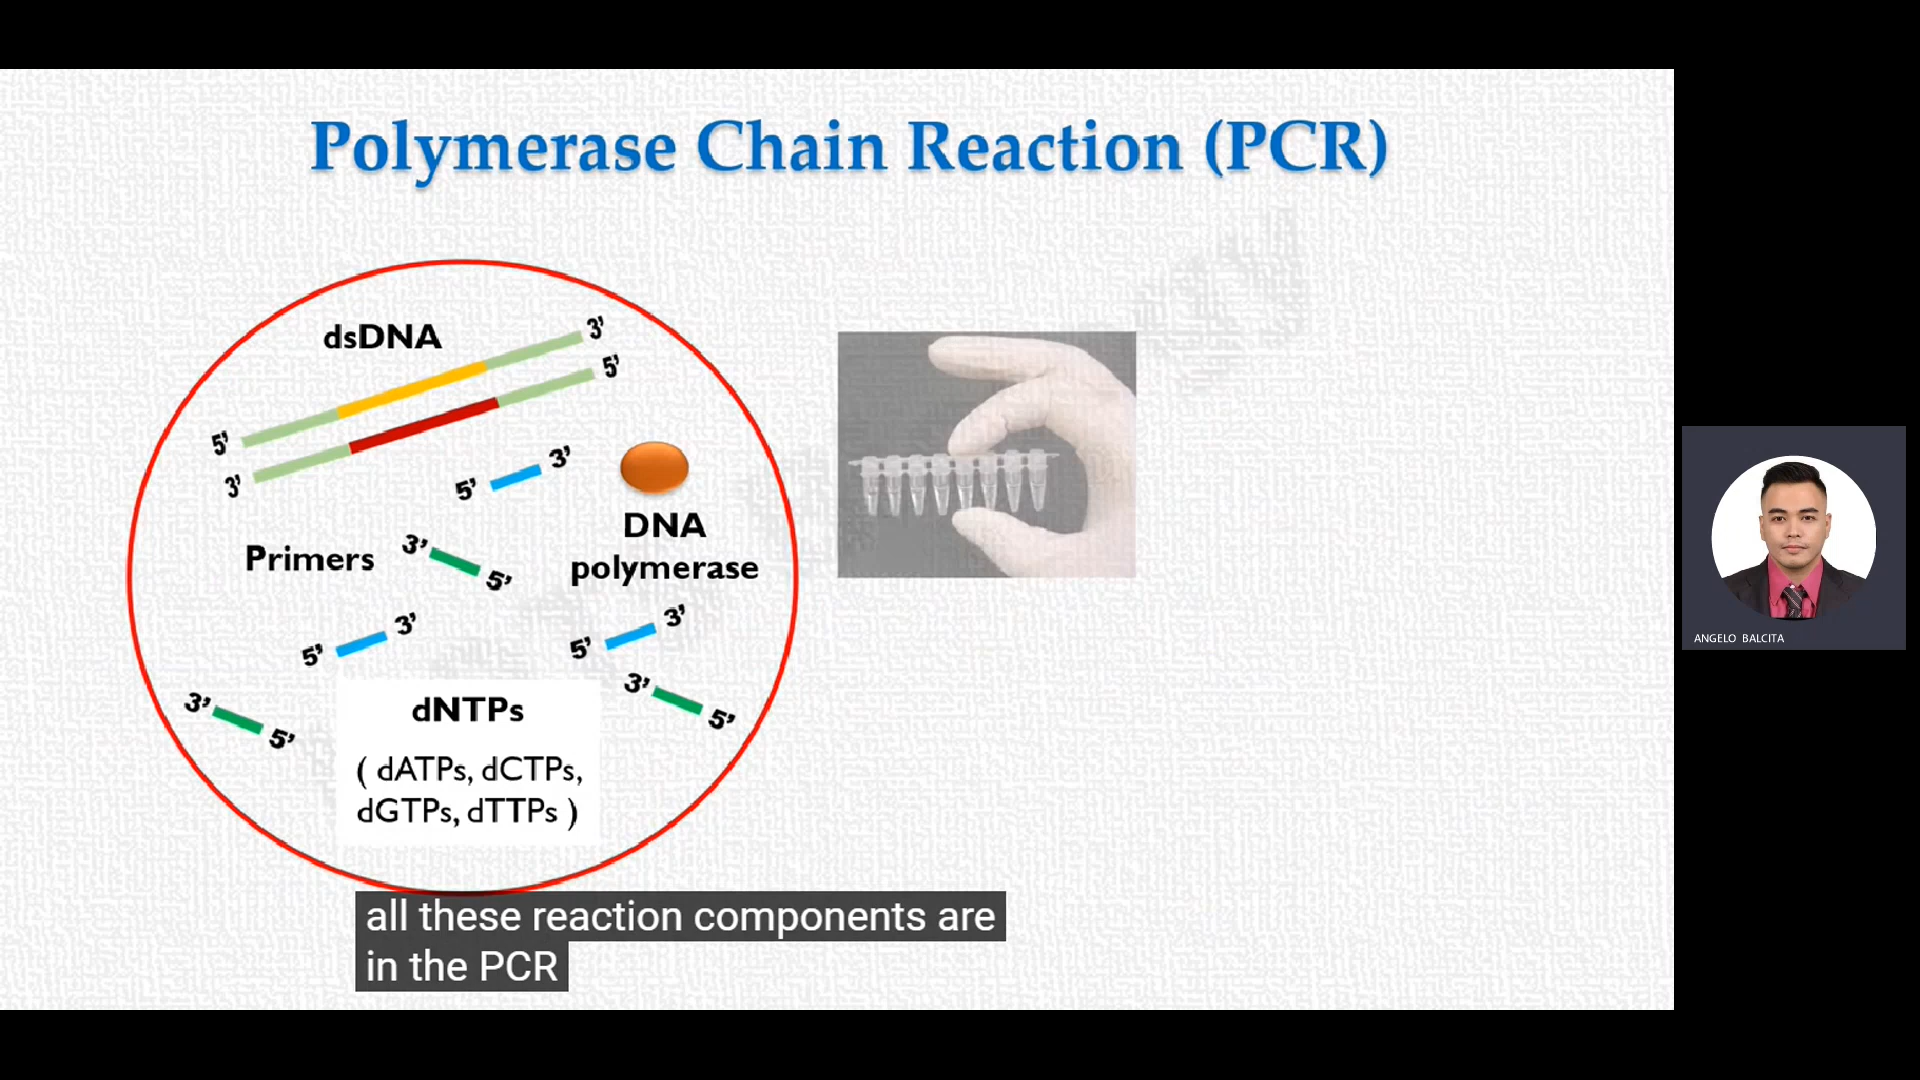 Polymerase Chain Reaction (PCR)
dsDNA
3’
5’
5’
3’
5’ 3’
DNA
polymerase
Primers
3’ 5’
5’ 3’
5’ 3’
3’ 5’
3’ 5’
dNTPs
( dATPs, dCTPs,
dGTPs, dTTPs )
all these reaction components are
in the PCR
ANGELO BALCITA